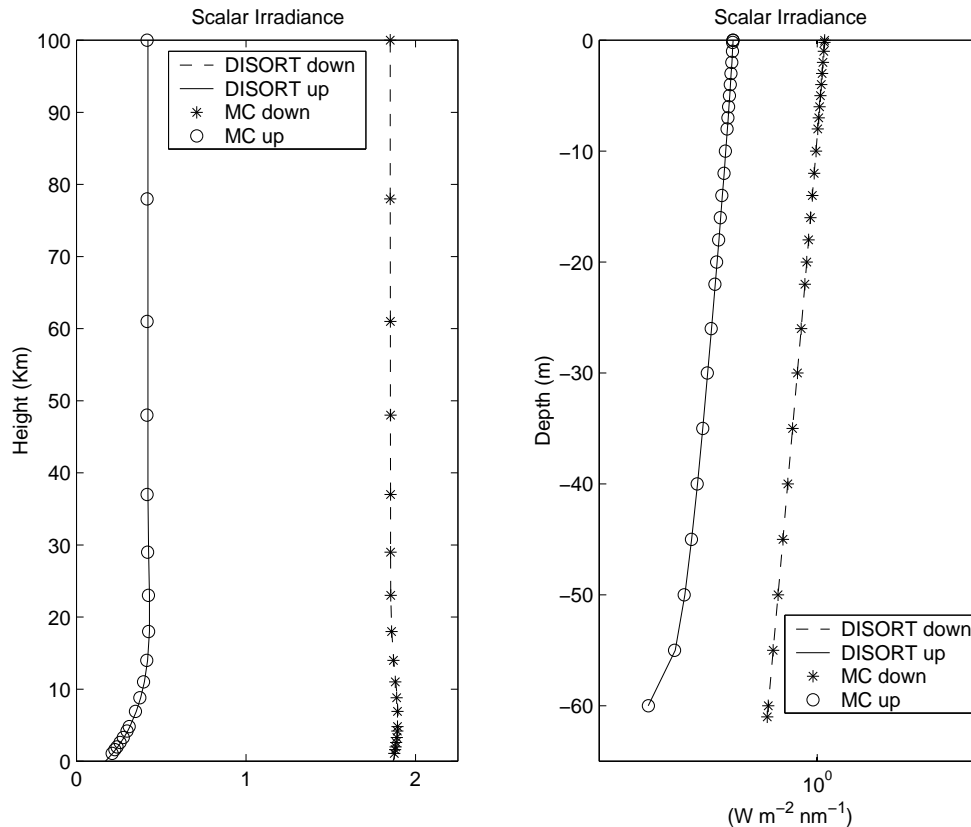 Scalar Irradiance
100
90
80
70
60
50
40
30
20
10
0
Height (Km)
0 1 2
DISORT down
DISORT up
MC down
MC up
Scalar Irradiance
0
−10
−20
−30
−40
−50
−60
Depth (m)
10⁰
(W m⁻² nm⁻¹)
DISORT down
DISORT up
MC down
MC up